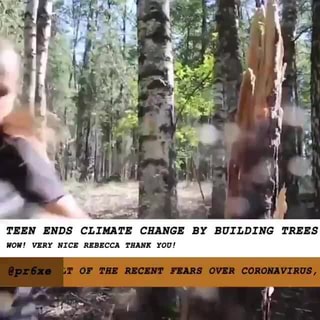 TEEN ENDS CLIMATE CHANGE BY BUILDING TREES
WOW! VERY NICE REBECCA THANK YOU!
@pr6xe LT OF THE RECENT FEARS OVER CORONAVIRUS,